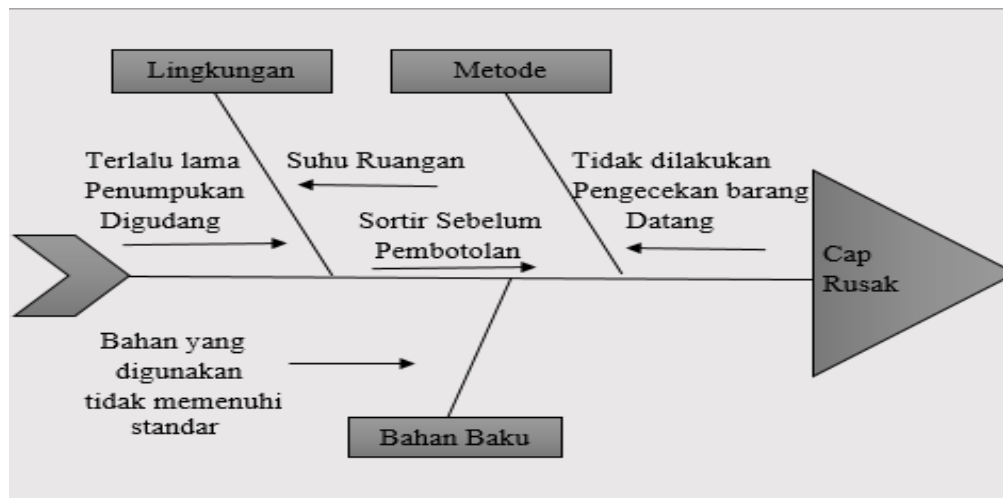 Lingkungan
Metode
Terlalu lama
Penumpukan
Digudang
Suhu Ruangan
Tidak dilakukan
Pengecekan barang
Datang
Sortir Sebelum
Pembotolan
Cap
Rusak
Bahan yang
digunakan
tidak memenuhi
standar
Bahan Baku